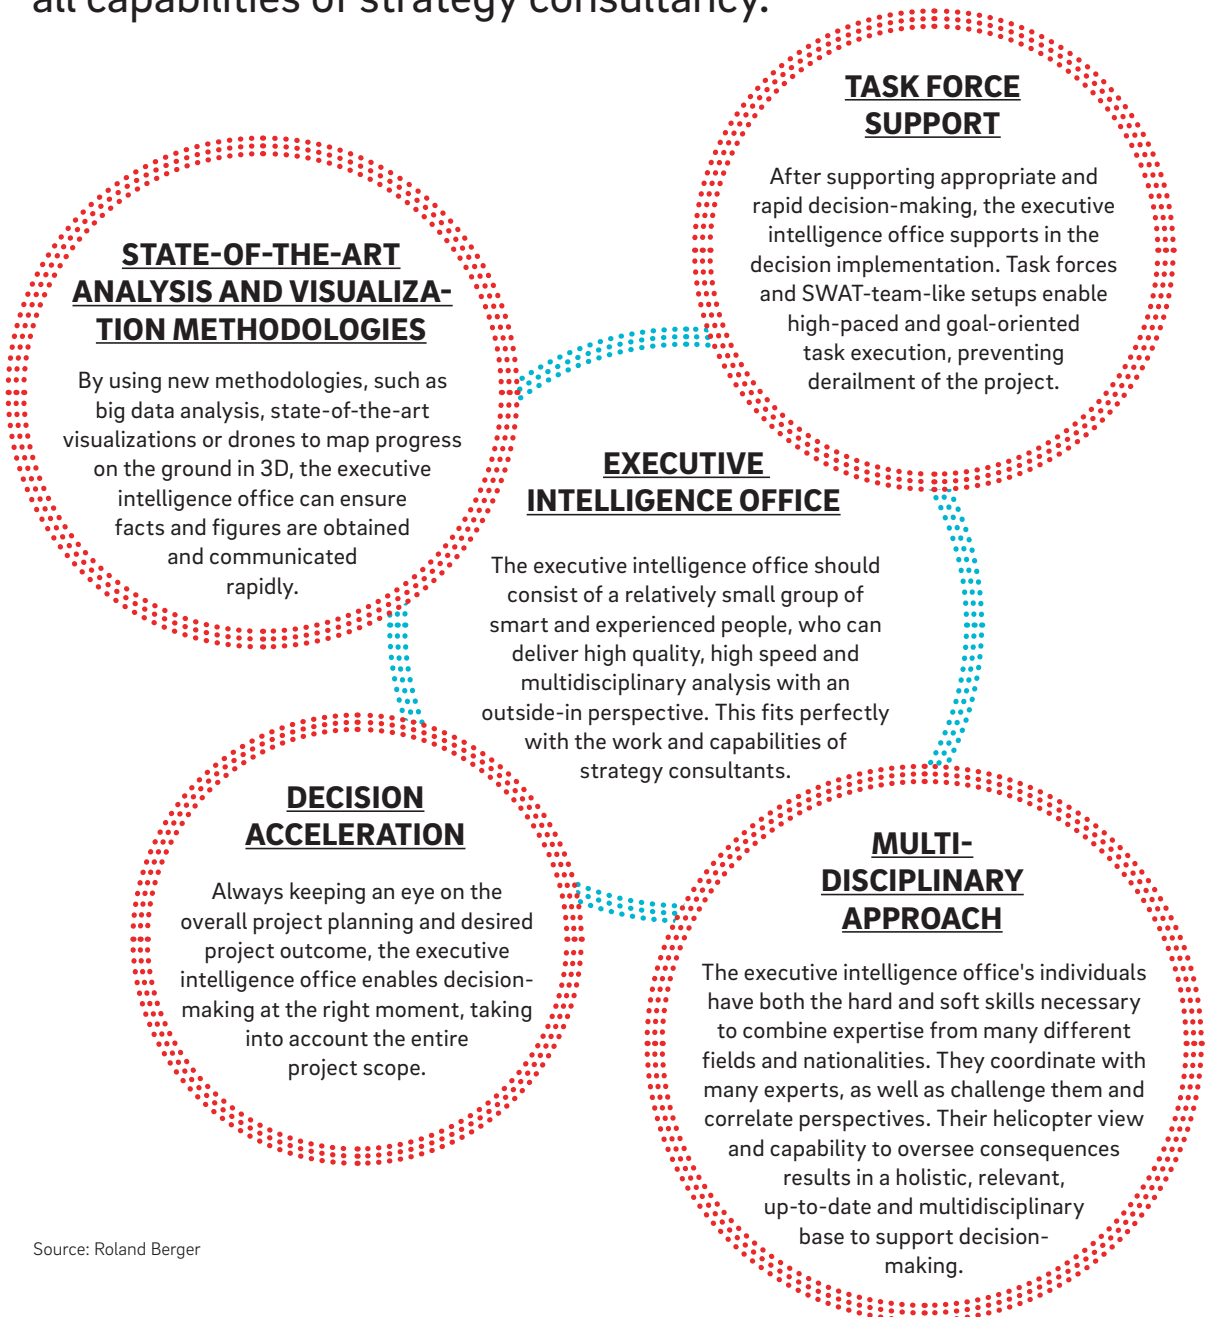 all capabilities of strategy consultancy.
TASK FORCE
SUPPORT
After supporting appropriate and
rapid decision-making, the executive
intelligence office supports in the
decision implementation. Task forces
and SWAT-team-like setups enable
high-paced and goal-oriented
task execution, preventing
derailment of the project.
STATE-OF-THE-ART
ANALYSIS AND VISUALIZA-
TION METHODOLOGIES
By using new methodologies, such as
big data analysis, state-of-the-art
visualizations or drones to map progress
on the ground in 3D, the executive
intelligence office can ensure
facts and figures are obtained
and communicated
rapidly.
EXECUTIVE
INTELLIGENCE OFFICE
The executive intelligence office should
consist of a relatively small group of
smart and experienced people, who can
deliver high quality, high speed and
multidisciplinary analysis with an
outside-in perspective. This fits perfectly
with the work and capabilities of
strategy consultants.
DECISION
ACCELERATION
Always keeping an eye on the
overall project planning and desired
project outcome, the executive
intelligence office enables decision-
making at the right moment, taking
into account the entire
project scope.
MULTI-
DISCIPLINARY
APPROACH
The executive intelligence office's individuals
have both the hard and soft skills necessary
to combine expertise from many different
fields and nationalities. They coordinate with
many experts, as well as challenge them and
correlate perspectives. Their helicopter view
and capability to oversee consequences
results in a holistic, relevant,
up-to-date and multidisciplinary
base to support decision-
making.
Source: Roland Berger